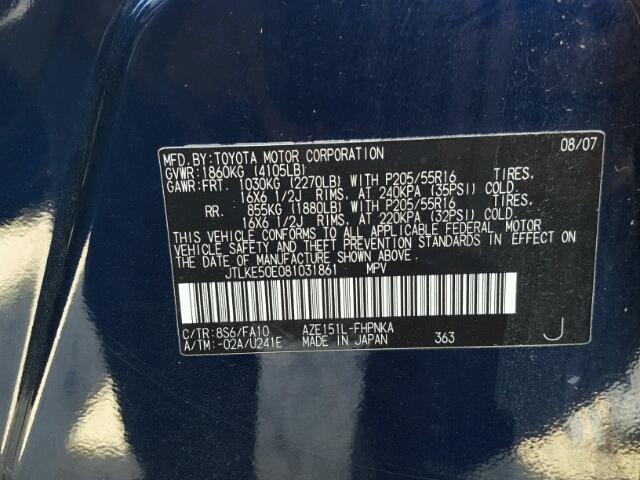 MFD. BY: TOYOTA MOTOR CORPORATION 08/07
GVWR: 1860KG (4105LB)
GAWR: FRT. 1030KG (2270LB) WITH P205/55R16 TIRES.
16X6 1/2J RIMS. AT 240KPA (35PSI) COLD.
RR. 855KG (1880LB) WITH P205/55R16 TIRES.
16X6 1/2J RIMS. AT 220KPA (32PSI) COLD.
THIS VEHICLE CONFORMS TO ALL APPLICABLE FEDERAL MOTOR
VEHICLE SAFETY AND THEFT PREVENTION STANDARDS IN EFFECT ON
THE DATE OF MANUFACTURE SHOWN ABOVE.
JTLKE50E081031861 MPV
C/TR: 8S6/FA10 AZE151L-FHPNKA
A/TM: -02A/U241E MADE IN JAPAN 363 J